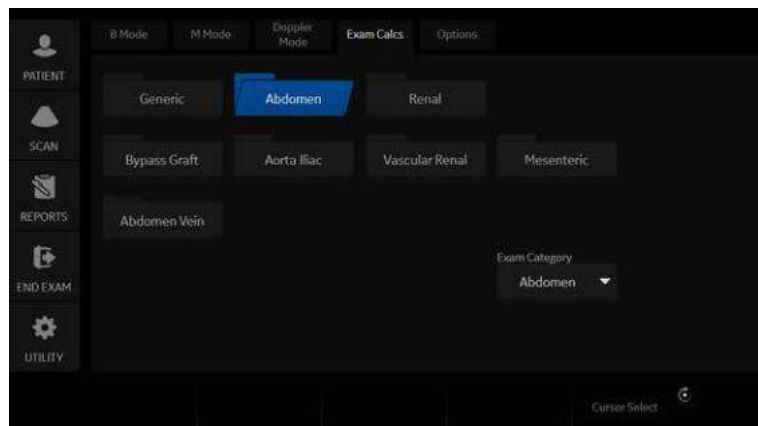 B Mode
M Mode
Doppler
Mode
Exam Calcs
Options
PATIENT
SCAN
REPORTS
END EXAM
UTILITY
Generic
Abdomen
Renal
Bypass Graft
Aorta Iliac
Vascular Renal
Mesenteric
Abdomen Vein
Exam Category
Abdomen
Cursor Select